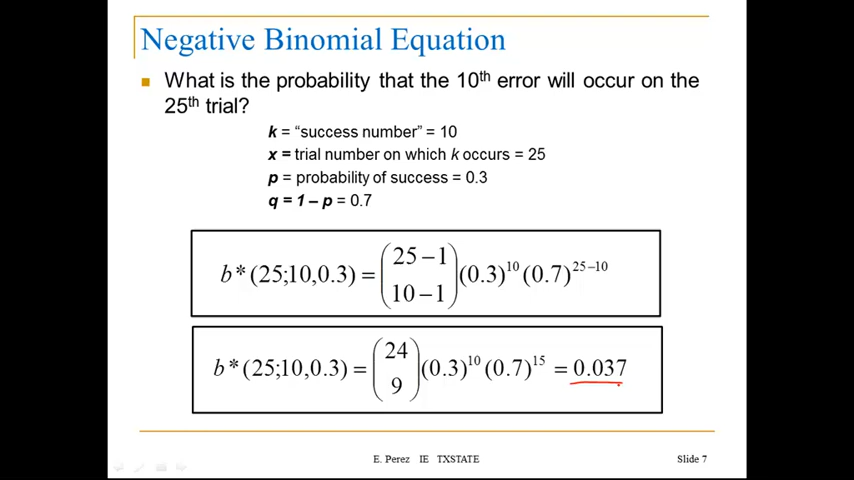 Negative Binomial Equation
What is the probability that the 10th error will occur on the
25th trial?
k = "success number" = 10
x = trial number on which k occurs = 25
p = probability of success = 0.3
q = 1 – p = 0.7
b*(25;10,0.3) = (25−1 10−1)(0.3)^10 (0.7)^25−10
b*(25;10,0.3) = (24 9)(0.3)^10 (0.7)^15 = 0.037
E. Perez IE TXSTATE Slide 7